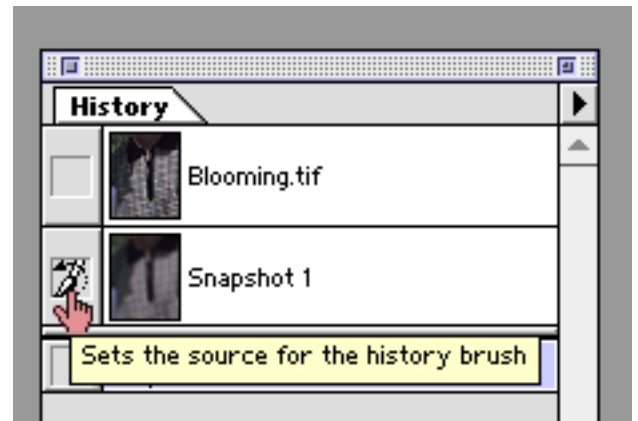 History
Blooming.tif
Snapshot 1
Sets the source for the history brush